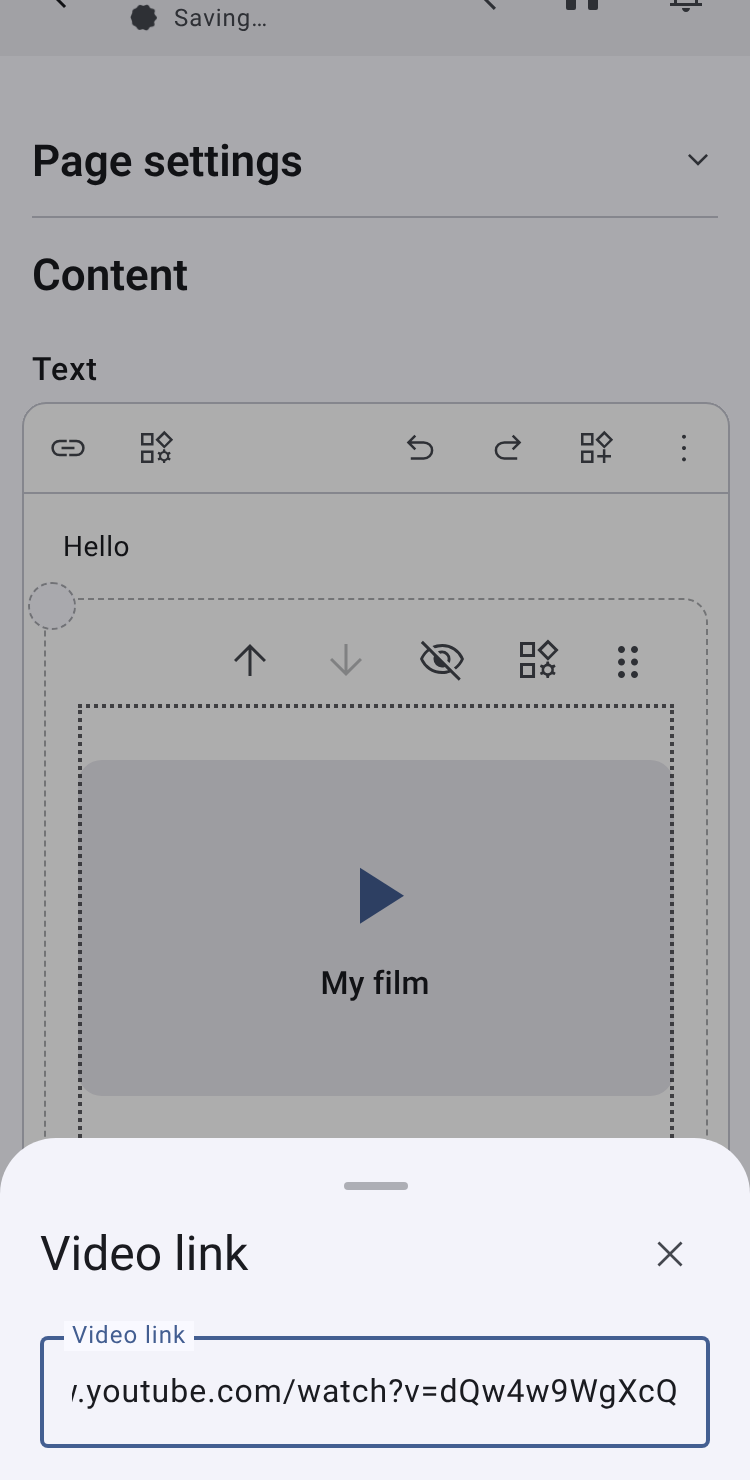 Saving…
Page settings
Content
Text
Hello
My film
Video link
Video link
.youtube.com/watch?v=dQw4w9WgXcQ